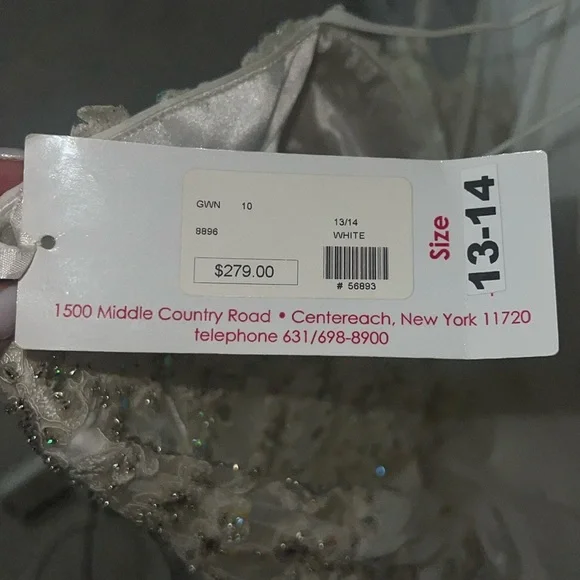 GWN 10
8896
13/14
WHITE
$279.00
# 56893
Size
13-14
1500 Middle Country Road • Centereach, New York 11720
telephone 631/698-8900